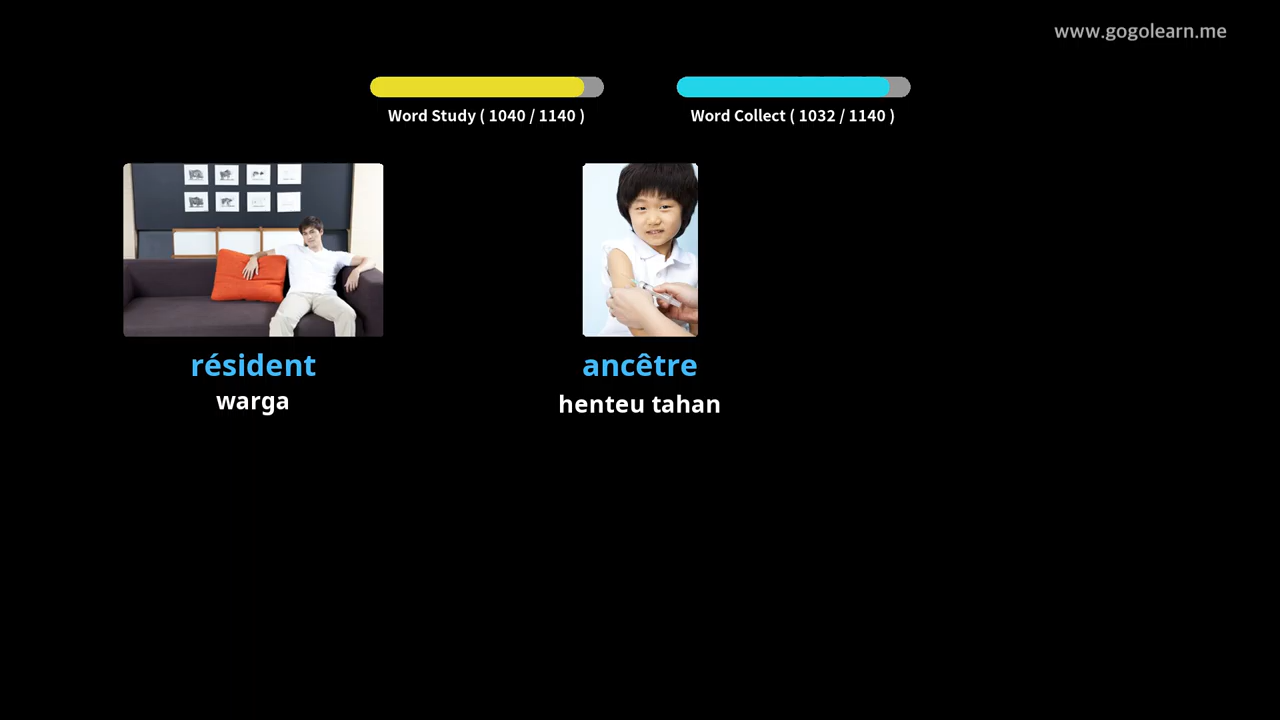 www.gogolearn.me
Word Study ( 1040 / 1140 )
Word Collect ( 1032 / 1140 )
résident
warga
ancêtre
henteu tahan